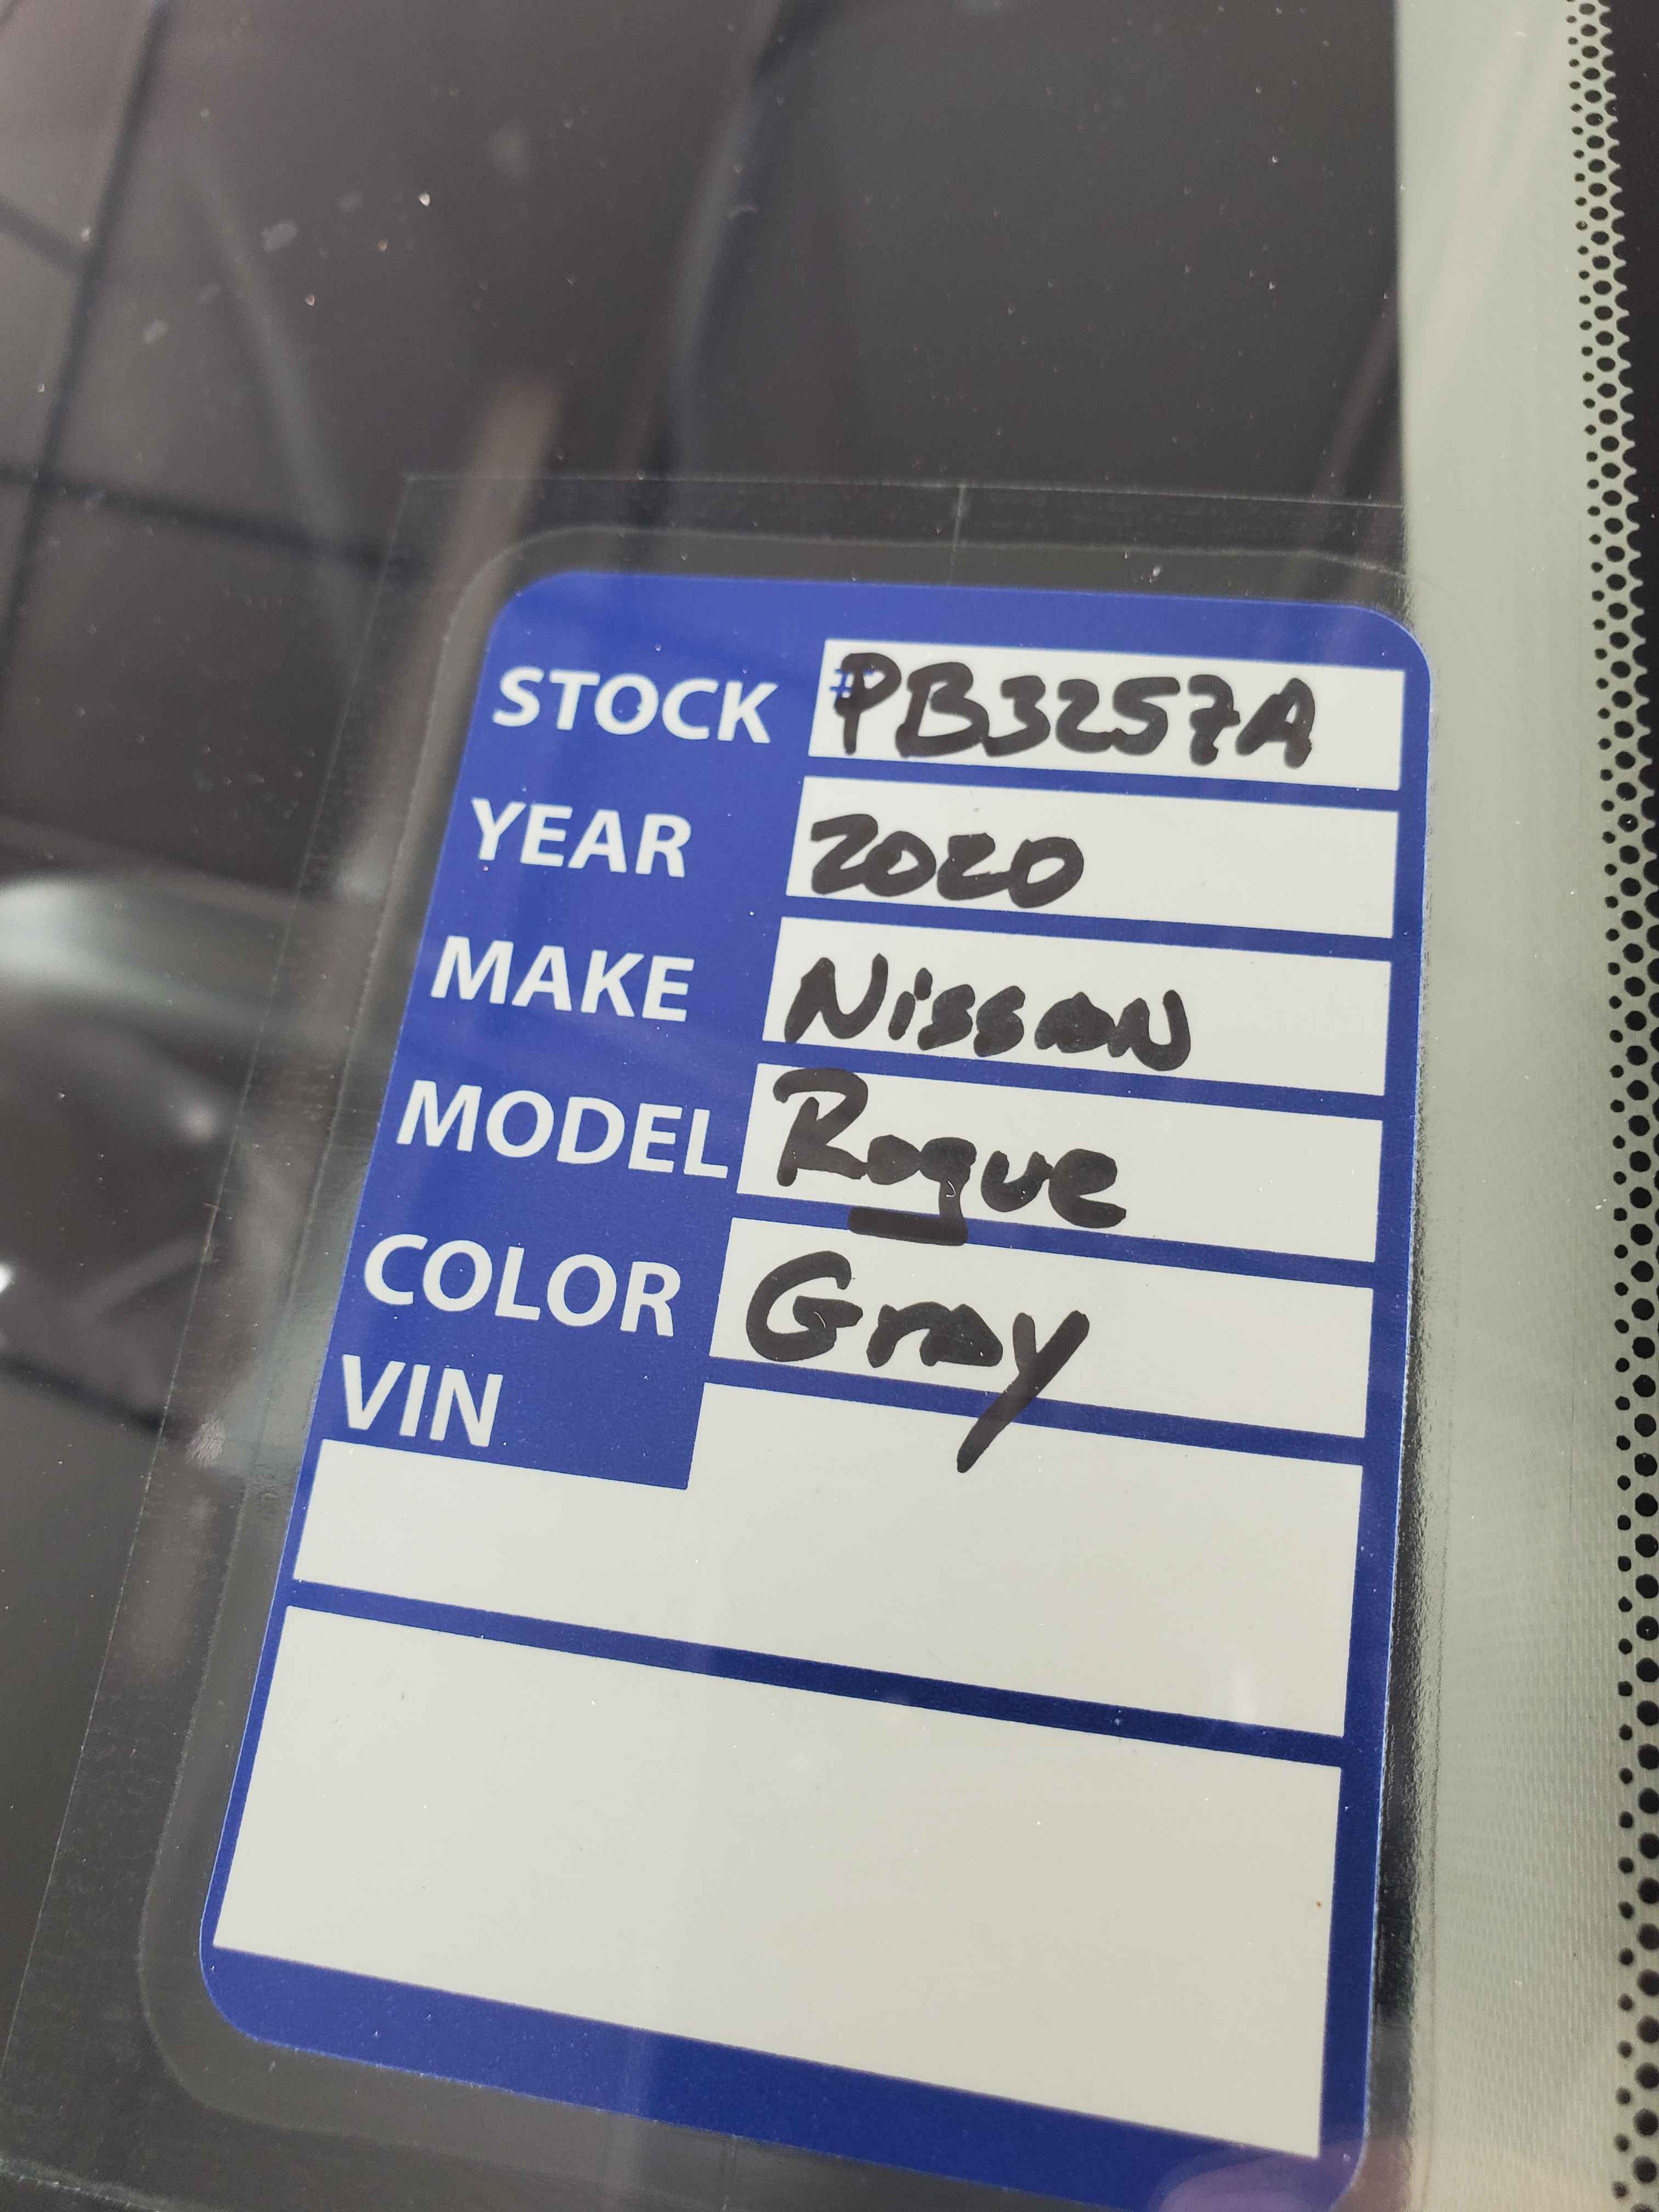 STOCK #PB3257A
YEAR 2020
MAKE Nissan
MODEL Rogue
COLOR Gray
VIN